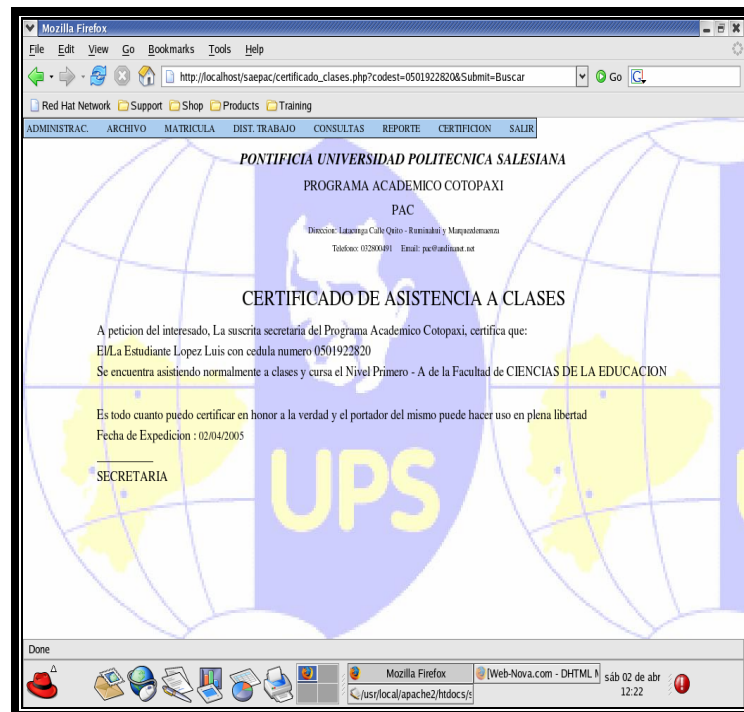 Mozilla Firefox
File Edit View Go Bookmarks Tools Help
http://localhost/saepac/certificado_clases.php?codest=0501922820&Submit=Buscar Go G
Red Hat Network Support Shop Products Training
ADMINISTRAC. ARCHIVO MATRICULA DIST. TRABAJO CONSULTAS REPORTE CERTIFICION SALIR
PONTIFICIA UNIVERSIDAD POLITECNICA SALESIANA
PROGRAMA ACADEMICO COTOPAXI
PAC
Direccion: Latacunga Calle Quito - Ruminahui y Marquezdemaenza
Telefono: 032800491 Email: pac@andinanet.net
CERTIFICADO DE ASISTENCIA A CLASES
A peticion del interesado, La suscrita secretaria del Programa Academico Cotopaxi, certifica que:
El/La Estudiante Lopez Luis con cedula numero 0501922820
Se encuentra asistiendo normalmente a clases y cursa el Nivel Primero - A de la Facultad de CIENCIAS DE LA EDUCACION
Es todo cuanto puedo certificar en honor a la verdad y el portador del mismo puede hacer uso en plena libertad
Fecha de Expedicion : 02/04/2005
SECRETARIA
UPS
Done
Mozilla Firefox [Web-Nova.com - DHTML M
/usr/local/apache2/htdocs/s
sáb 02 de abr
12:22